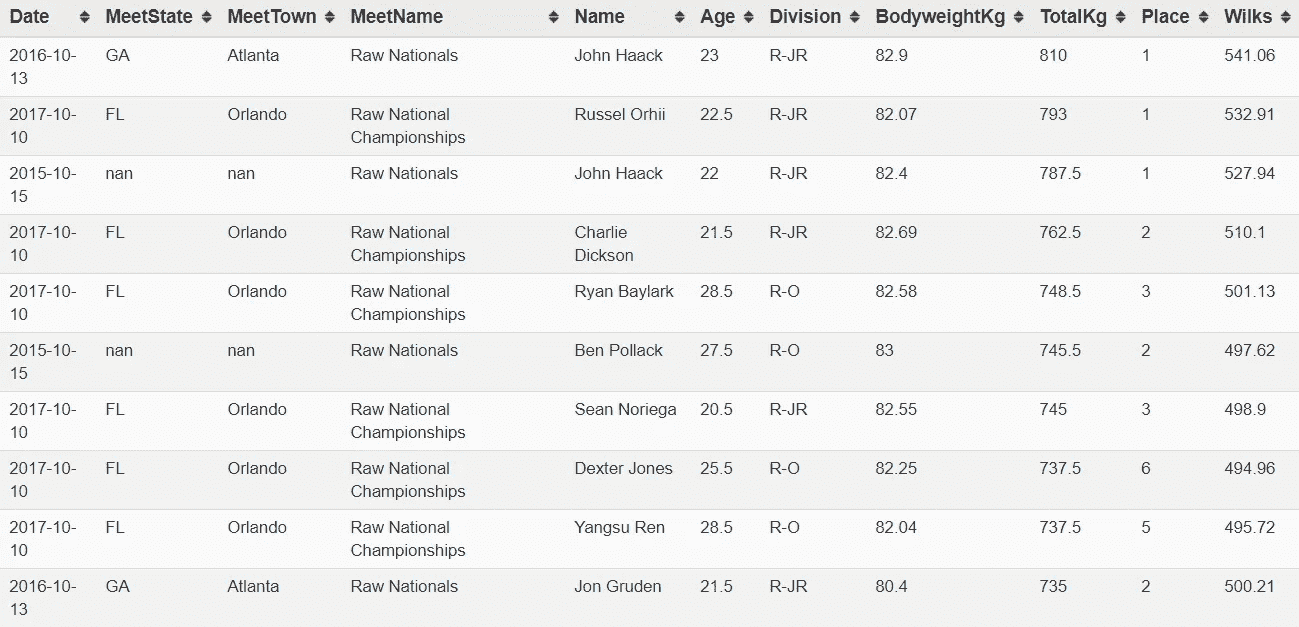 Date MeetState MeetTown MeetName Name Age Division BodyweightKg TotalKg Place Wilks
2016-10- GA Atlanta Raw Nationals John Haack 23 R-JR 82.9 810 1 541.06
13
2017-10- FL Orlando Raw National Russel Orhii 22.5 R-JR 82.07 793 1 532.91
10 Championships
2015-10- nan nan Raw Nationals John Haack 22 R-JR 82.4 787.5 1 527.94
15
2017-10- FL Orlando Raw National Charlie 21.5 R-JR 82.69 762.5 2 510.1
10 Championships Dickson
2017-10- FL Orlando Raw National Ryan Baylark 28.5 R-O 82.58 748.5 3 501.13
10 Championships
2015-10- nan nan Raw Nationals Ben Pollack 27.5 R-O 83 745.5 2 497.62
15
2017-10- FL Orlando Raw National Sean Noriega 20.5 R-JR 82.55 745 3 498.9
10 Championships
2017-10- FL Orlando Raw National Dexter Jones 25.5 R-O 82.25 737.5 6 494.96
10 Championships
2017-10- FL Orlando Raw National Yangsu Ren 28.5 R-O 82.04 737.5 5 495.72
10 Championships
2016-10- GA Atlanta Raw Nationals Jon Gruden 21.5 R-JR 80.4 735 2 500.21
13